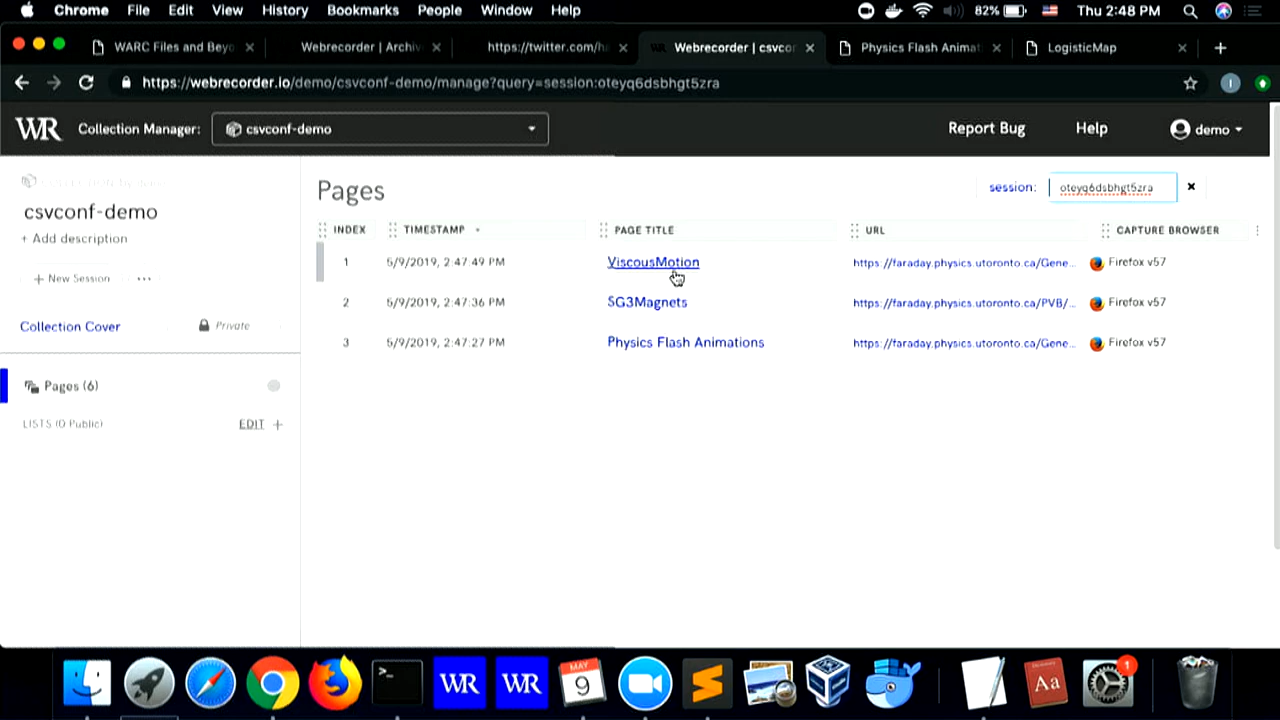 Chrome File Edit View History Bookmarks People Window Help 82% Thu 2:48 PM
WARC Files and Beyo Webrecorder | Archiv https://twitter.com/h Webrecorder | csvco Physics Flash Animat LogisticMap
https://webrecorder.io/demo/csvconf-demo/manage?query=session:oteyq6dsbhgt5zra I
WR Collection Manager: csvconf-demo Report Bug Help demo
csvconf-demo
+ Add description
+ New Session ...
Collection Cover Private
Pages (6)
LISTS (0 Public) EDIT +
Pages session: oteyq6dsbhgt5zra
INDEX TIMESTAMP PAGE TITLE URL CAPTURE BROWSER
1 5/9/2019, 2:47:49 PM ViscousMotion https://faraday.physics.utoronto.ca/Gene... Firefox v57
2 5/9/2019, 2:47:36 PM SG3Magnets https://faraday.physics.utoronto.ca/PVB/... Firefox v57
3 5/9/2019, 2:47:27 PM Physics Flash Animations https://faraday.physics.utoronto.ca/Gene... Firefox v57
WR WR MAY 9 Aa 1